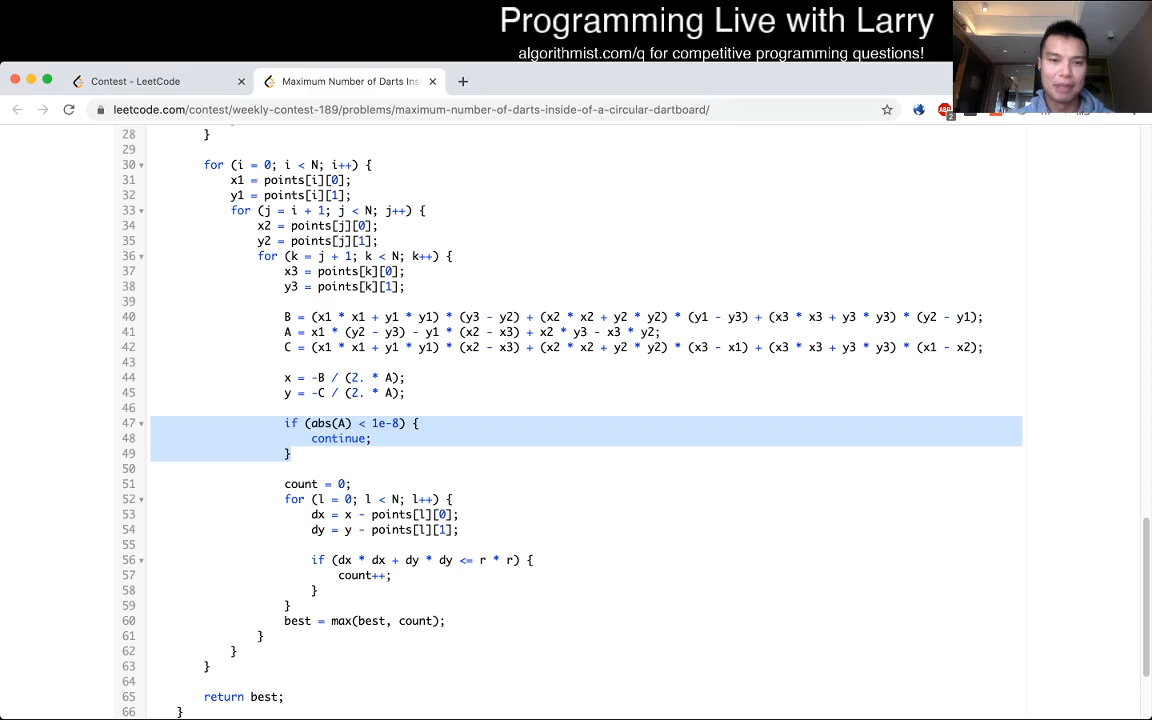 Programming Live with Larry
algorithmist.com/q for competitive programming questions!
Contest - LeetCode
Maximum Number of Darts Ins
leetcode.com/contest/weekly-contest-189/problems/maximum-number-of-darts-inside-of-a-circular-dartboard/
28 }
29
30 for (i = 0; i < N; i++) {
31 x1 = points[i][0];
32 y1 = points[i][1];
33 for (j = i + 1; j < N; j++) {
34 x2 = points[j][0];
35 y2 = points[j][1];
36 for (k = j + 1; k < N; k++) {
37 x3 = points[k][0];
38 y3 = points[k][1];
39
40 B = (x1 * x1 + y1 * y1) * (y3 - y2) + (x2 * x2 + y2 * y2) * (y1 - y3) + (x3 * x3 + y3 * y3) * (y2 - y1);
41 A = x1 * (y2 - y3) - y1 * (x2 - x3) + x2 * y3 - x3 * y2;
42 C = (x1 * x1 + y1 * y1) * (x2 - x3) + (x2 * x2 + y2 * y2) * (x3 - x1) + (x3 * x3 + y3 * y3) * (x1 - x2);
43
44 x = -B / (2. * A);
45 y = -C / (2. * A);
46
47 if (abs(A) < 1e-8) {
48 continue;
49 }
50
51 count = 0;
52 for (l = 0; l < N; l++) {
53 dx = x - points[l][0];
54 dy = y - points[l][1];
55
56 if (dx * dx + dy * dy <= r * r) {
57 count++;
58 }
59 }
60 best = max(best, count);
61 }
62 }
63 }
64
65 return best;
66 }